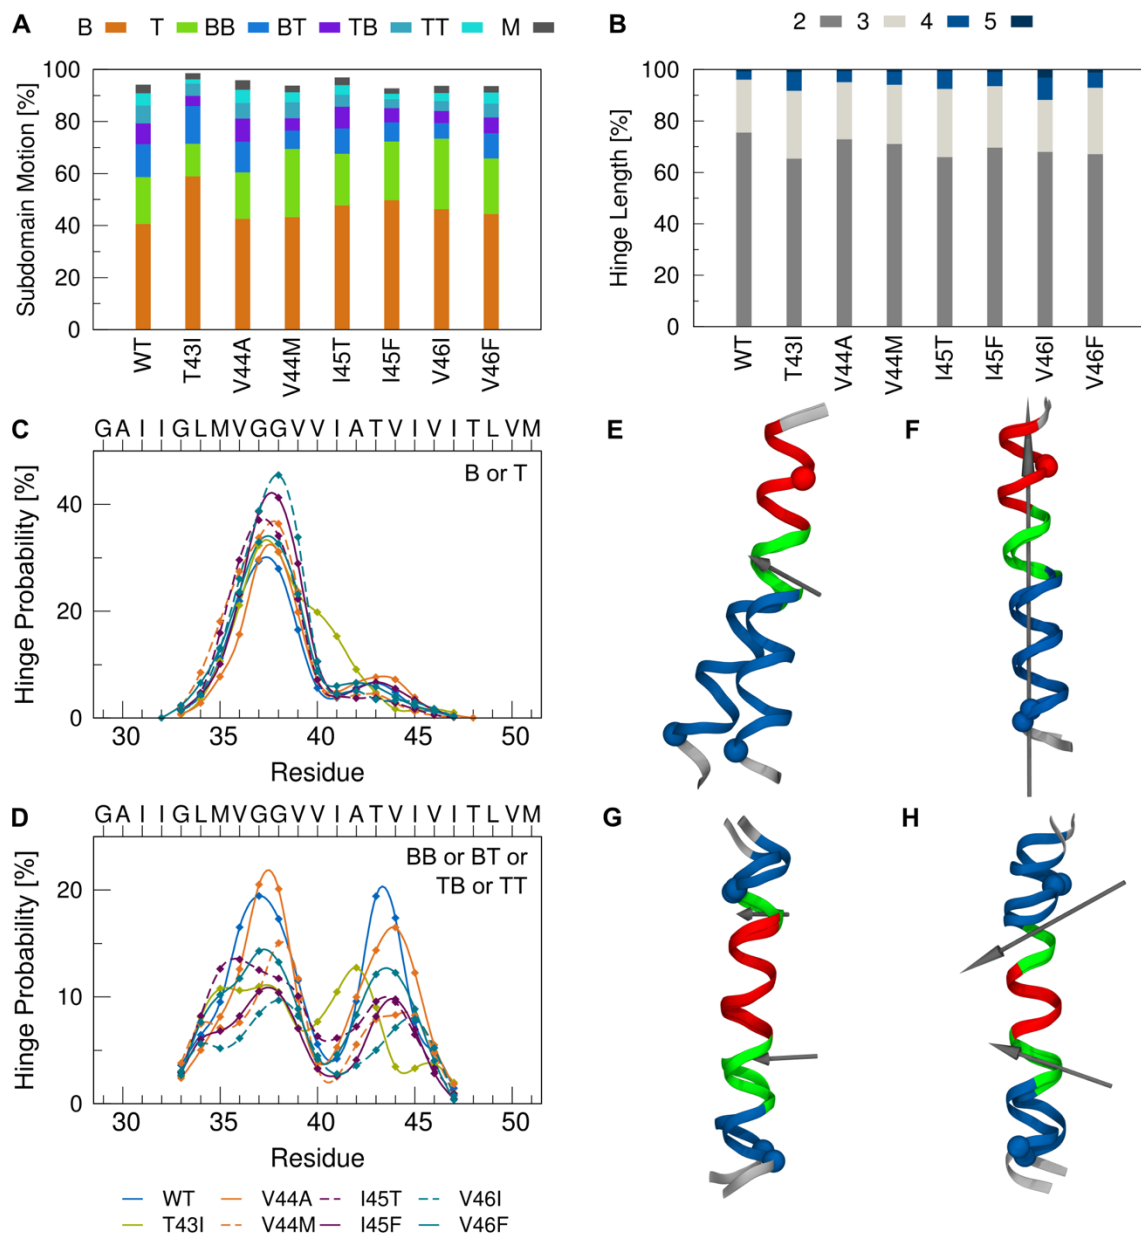 A B T BB BT TB TT M
Subdomain Motion [%]
100
80
60
40
20
0
WT T43I V44A V44M I45T I45F V46I V46F
B 2 3 4 5
Hinge Length [%]
100
80
60
40
20
0
WT T43I V44A V44M I45T I45F V46I V46F
C GAIIGLMVGGVVIATVIVITLVM
B or T
Hinge Probability [%]
40
20
0
30 40 50
Residue
D GAIIGLMVGGVVIATVIVITLVM
BB or BT or
TB or TT
Hinge Probability [%]
20
10
0
30 40 50
Residue
WT V44A I45T V46I
T43I V44M I45F V46F
E F
G H